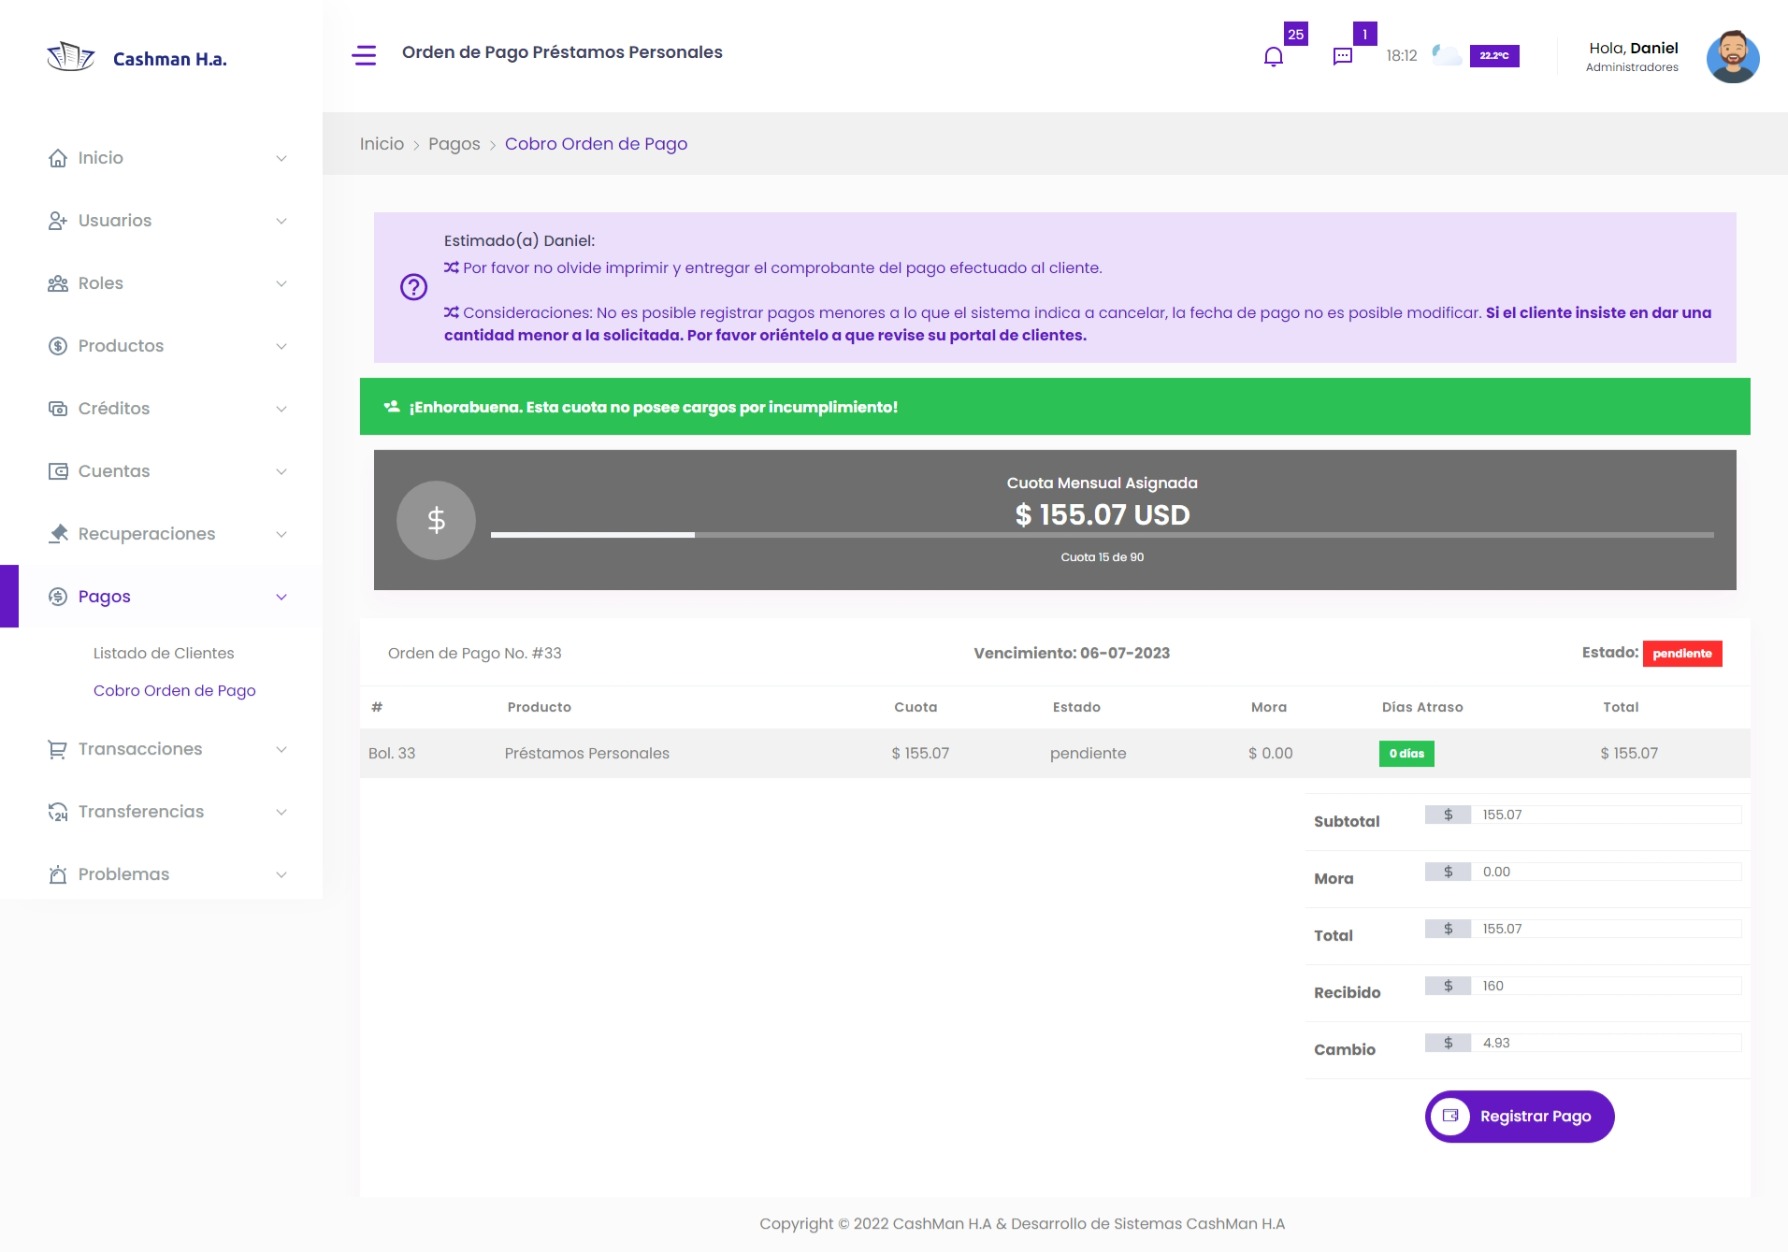 Cashman H.a.
Orden de Pago Préstamos Personales
25
1
18:12
22.2°C
Hola, Daniel
Administradores
Inicio
Usuarios
Roles
Productos
Créditos
Cuentas
Recuperaciones
Pagos
Listado de Clientes
Cobro Orden de Pago
Transacciones
24 Transferencias
Problemas
Inicio > Pagos > Cobro Orden de Pago
Estimado(a) Daniel:
Por favor no olvide imprimir y entregar el comprobante del pago efectuado al cliente.
Consideraciones: No es posible registrar pagos menores a lo que el sistema indica a cancelar, la fecha de pago no es posible modificar. Si el cliente insiste en dar una
cantidad menor a la solicitada. Por favor oriéntelo a que revise su portal de clientes.
¡Enhorabuena. Esta cuota no posee cargos por incumplimiento!
$
Cuota Mensual Asignada
$ 155.07 USD
Cuota 15 de 90
Orden de Pago No. #33 Vencimiento: 06-07-2023 Estado: pendiente
# Producto Cuota Estado Mora Días Atraso Total
Bol. 33 Préstamos Personales $ 155.07 pendiente $ 0.00 0 días $ 155.07
Subtotal $ 155.07
Mora $ 0.00
Total $ 155.07
Recibido $ 160
Cambio $ 4.93
Registrar Pago
Copyright © 2022 CashMan H.A & Desarrollo de Sistemas CashMan H.A